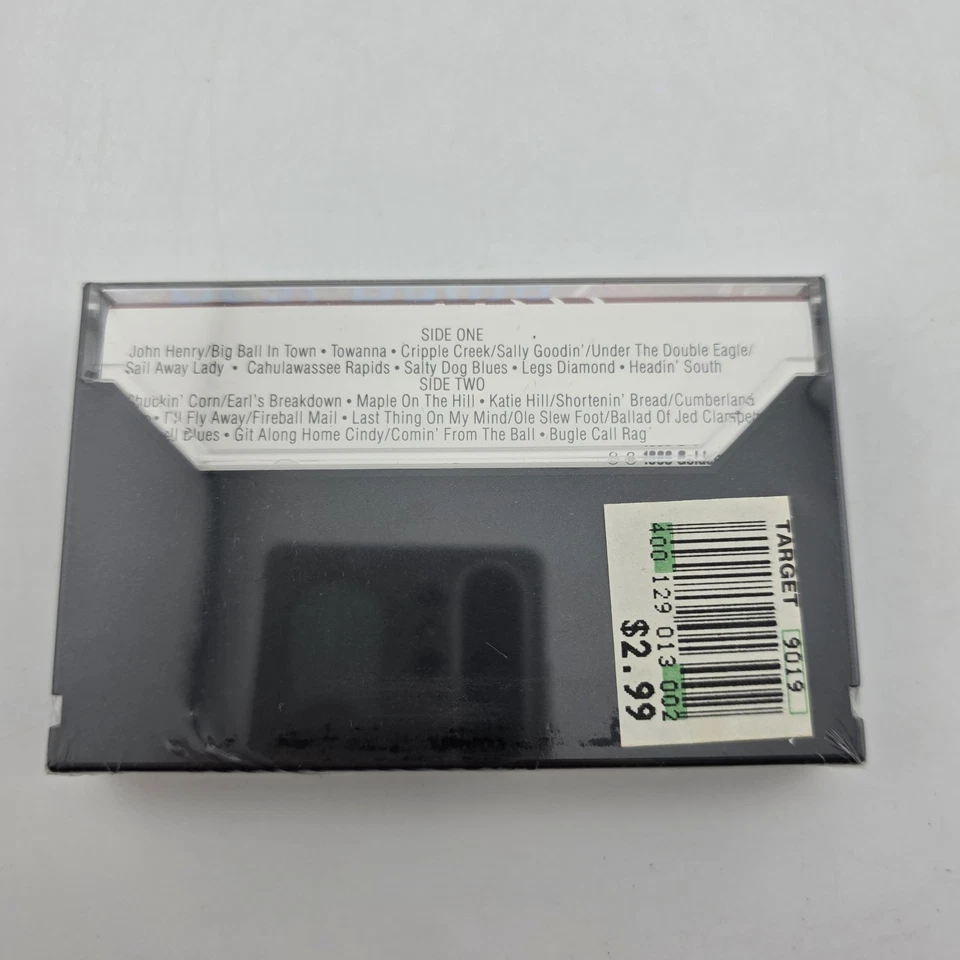 SIDE ONE
John Henry/Big Ball In Town • Towanna • Cripple Creek/Sally Goodin'/Under The Double Eagle/
Sail Away Lady • Cahulawassee Rapids • Salty Dog Blues • Legs Diamond • Headin' South
SIDE TWO
Shuckin' Corn/Earl's Breakdown • Maple On The Hill • Katie Hill/Shortenin' Bread/Cumberland
• I'll Fly Away/Fireball Mail • Last Thing On My Mind/Ole Slew Foot/Ballad Of Jed Clampett
Blues • Git Along Home Cindy/Comin' From The Ball • Bugle Call Rag
TARGET 9019
400 129 013 002
$2.99